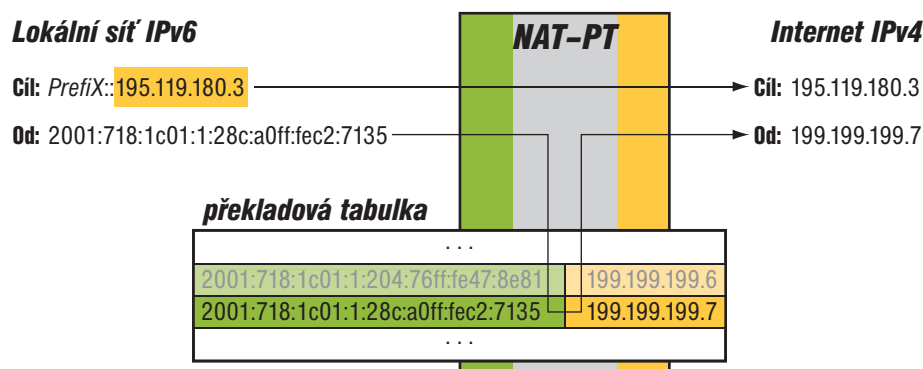 Lokální síť IPv6
NAT-PT
Internet IPv4
Cíl: PrefiX::195.119.180.3
Cíl: 195.119.180.3
Od: 2001:718:1c01:1:28c:a0ff:fec2:7135
Od: 199.199.199.7
překladová tabulka
...
2001:718:1c01:1:204:76ff:fe47:8e81 199.199.199.6
2001:718:1c01:1:28c:a0ff:fec2:7135 199.199.199.7
...